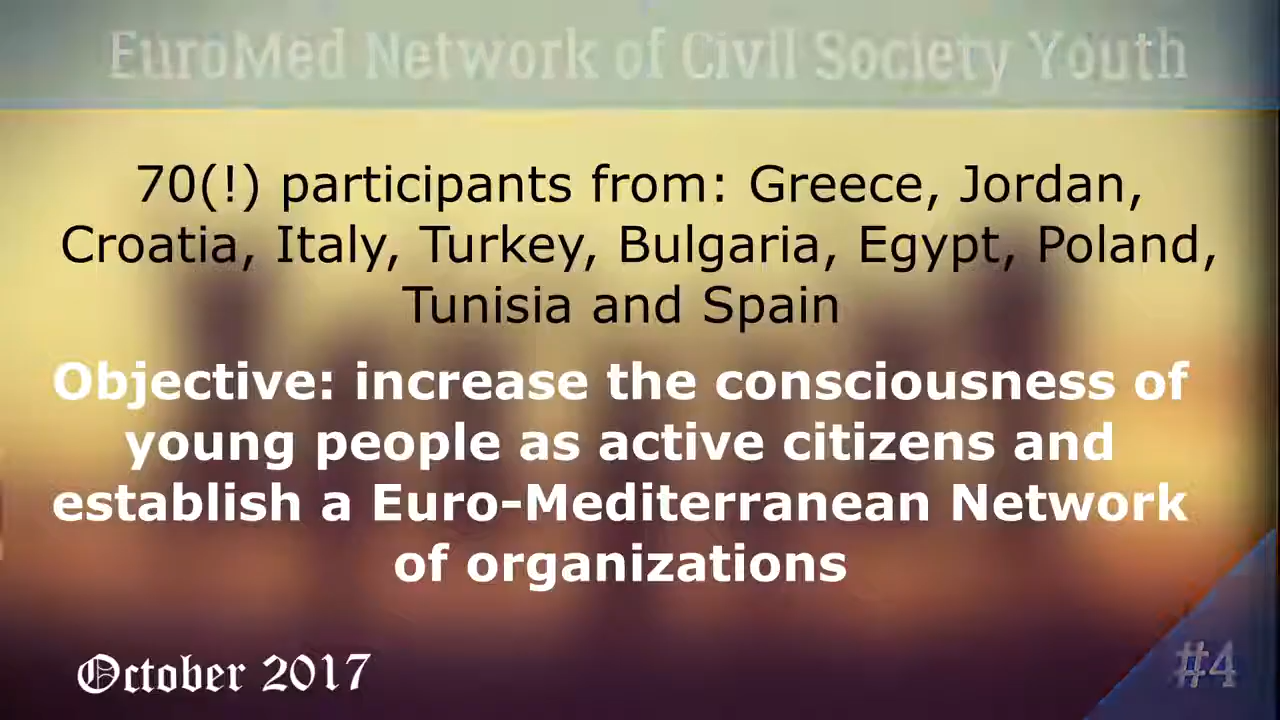 EuroMed Network of Civil Society Youth
70(!) participants from: Greece, Jordan,
Croatia, Italy, Turkey, Bulgaria, Egypt, Poland,
Tunisia and Spain
Objective: increase the consciousness of
young people as active citizens and
establish a Euro-Mediterranean Network
of organizations
October 2017
#4